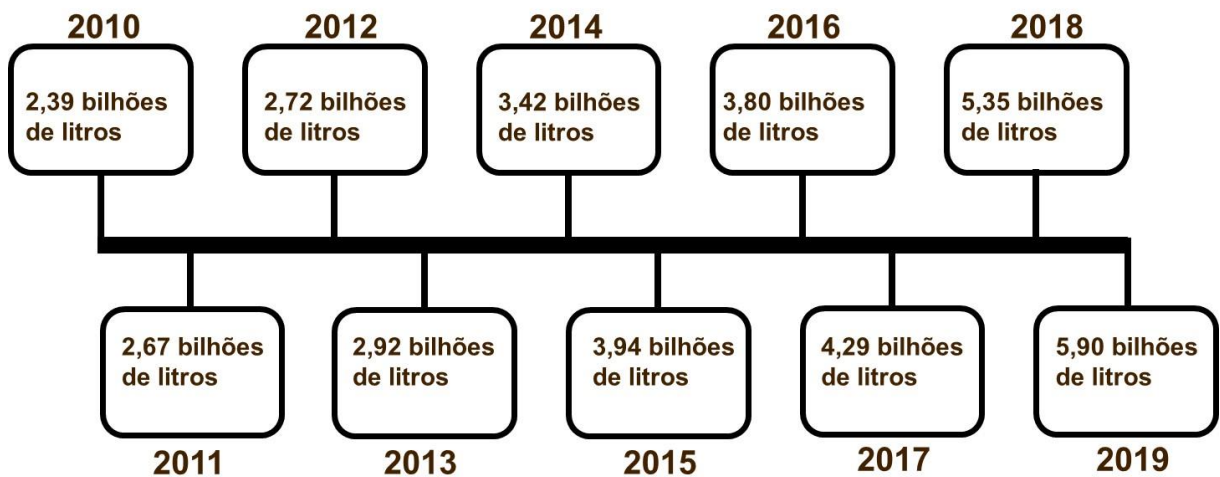 2010
2,39 bilhões
de litros
2012
2,72 bilhões
de litros
2014
3,42 bilhões
de litros
2016
3,80 bilhões
de litros
2018
5,35 bilhões
de litros
2,67 bilhões
de litros
2011
2,92 bilhões
de litros
2013
3,94 bilhões
de litros
2015
4,29 bilhões
de litros
2017
5,90 bilhões
de litros
2019